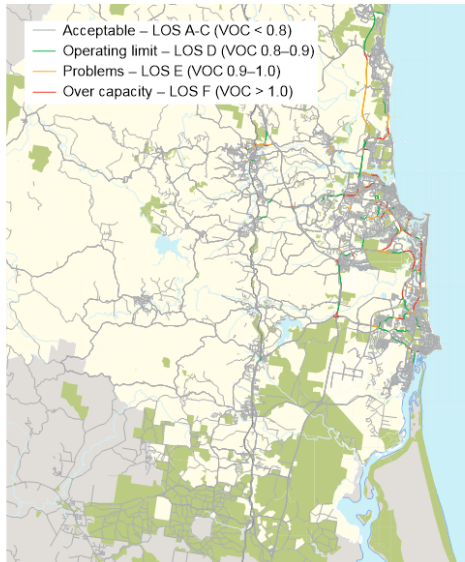 Acceptable – LOS A-C (VOC < 0.8)
Operating limit – LOS D (VOC 0.8–0.9)
Problems – LOS E (VOC 0.9–1.0)
Over capacity – LOS F (VOC > 1.0)